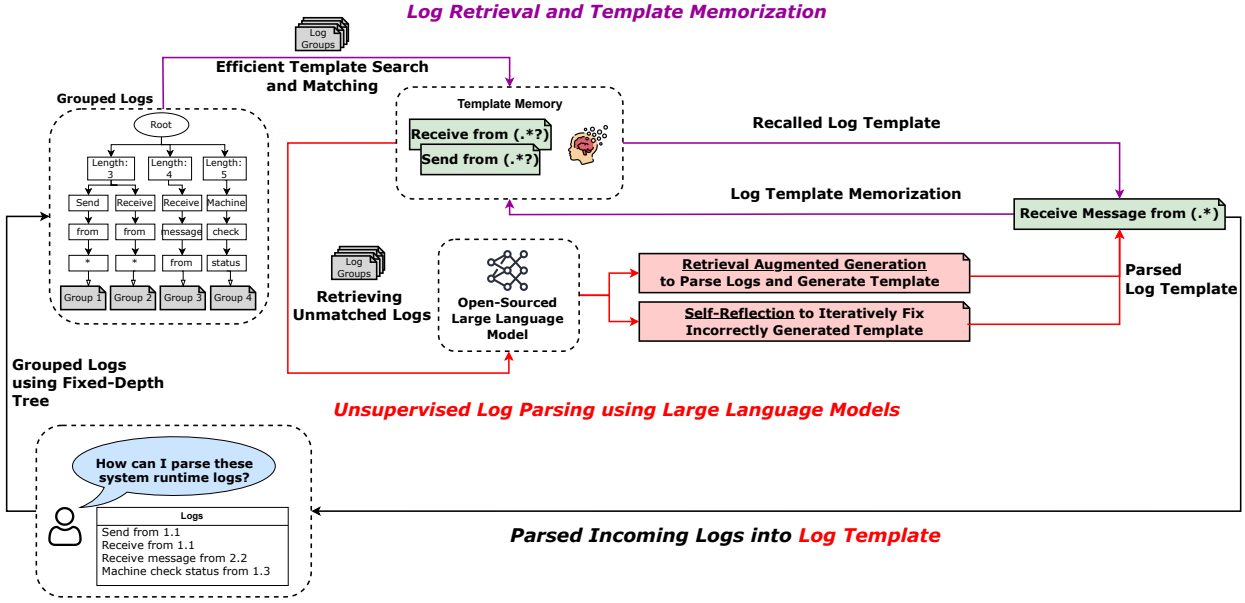 Log Retrieval and Template Memorization
Log
Groups
Efficient Template Search
and Matching
Grouped Logs
Root
Length:
3
Length:
4
Length:
5
Send
Receive
Receive
Machine
from
from
message
check
*
*
from
status
Group 1
Group 2
Group 3
Group 4
Template Memory
Receive from (.*?)
Send from (.*?)
Recalled Log Template
Log Template Memorization
Receive Message from (.*)
Log
Groups
Retrieving
Unmatched Logs
Open-Sourced
Large Language
Model
Retrieval Augmented Generation
to Parse Logs and Generate Template
Self-Reflection to Iteratively Fix
Incorrectly Generated Template
Parsed
Log Template
Grouped Logs
using Fixed-Depth
Tree
Unsupervised Log Parsing using Large Language Models
How can I parse these
system runtime logs?
Logs
Send from 1.1
Receive from 1.1
Receive message from 2.2
Machine check status from 1.3
Parsed Incoming Logs into Log Template